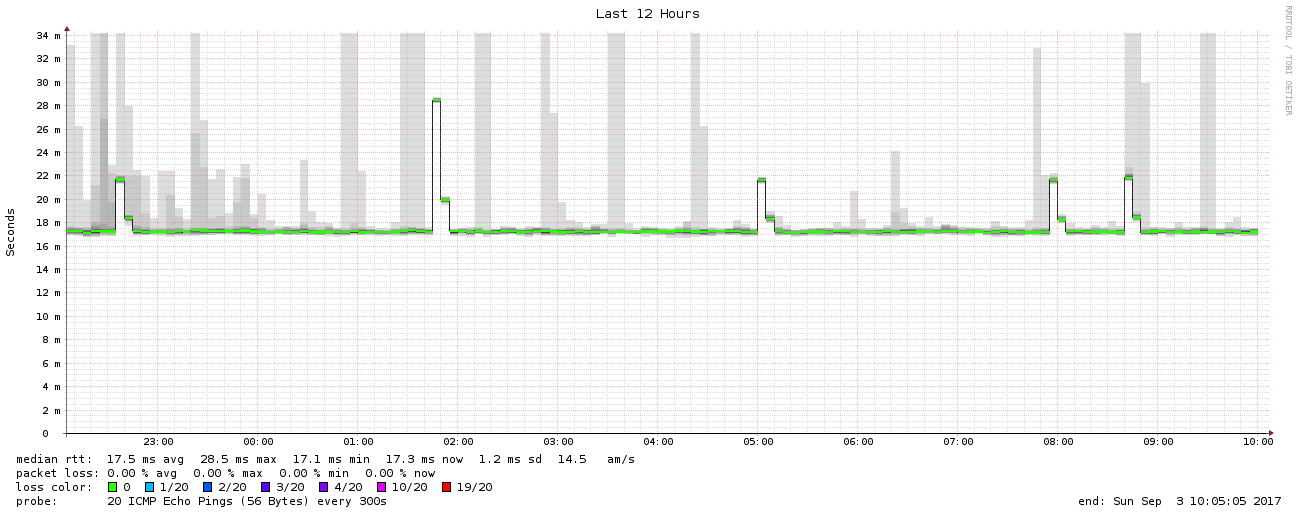 Last 12 Hours
RRDTOOL / TOBI OETIKER
Seconds
34 m
32 m
30 m
28 m
26 m
24 m
22 m
20 m
18 m
16 m
14 m
12 m
10 m
8 m
6 m
4 m
2 m
0
23:00 00:00 01:00 02:00 03:00 04:00 05:00 06:00 07:00 08:00 09:00 10:00
median rtt: 17.5 ms avg 28.5 ms max 17.1 ms min 17.3 ms now 1.2 ms sd 14.5 am/s
packet loss: 0.00 % avg 0.00 % max 0.00 % min 0.00 % now
loss color: 0 1/20 2/20 3/20 4/20 10/20 19/20
probe: 20 ICMP Echo Pings (56 Bytes) every 300s end: Sun Sep 3 10:05:05 2017